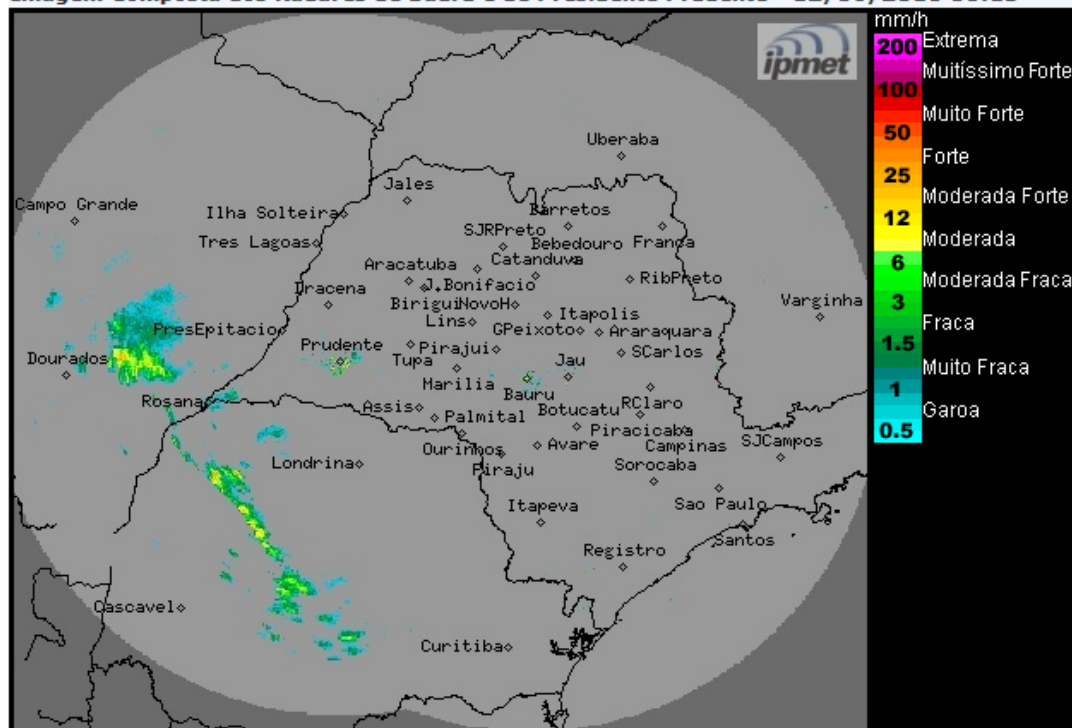 mm/h
ipmet
200 Extrema
Muitíssimo Forte
100
Muito Forte
50
Forte
25
Moderada Forte
12
Moderada
6
Moderada Fraca
3
Fraca
1.5
Muito Fraca
1
Garoa
0.5
Uberaba
Jales
Campo Grande
Ilha Solteira
Barretos
Tres Lagoas
SJRPreto
Bebedouro
Franca
Catanduva
Aracatuba
J.Bonifacio
RibPreto
Dracena
Birigui
NovoH
Varginha
Itapolis
PresEpitacio
Lins
GPeixoto
Araraquara
Prudente
Pirajui
SCarlos
Dourados
Tupa
Jau
Marilia
Bauru
Rosana
Assis
Palmital
Botucatu
RClaro
Piracicaba
Ourinhos
Avare
Campinas
SJCampos
Londrina
Piraju
Sorocaba
Itapeva
Sao Paulo
Registro
Santos
Cascavel
Curitiba